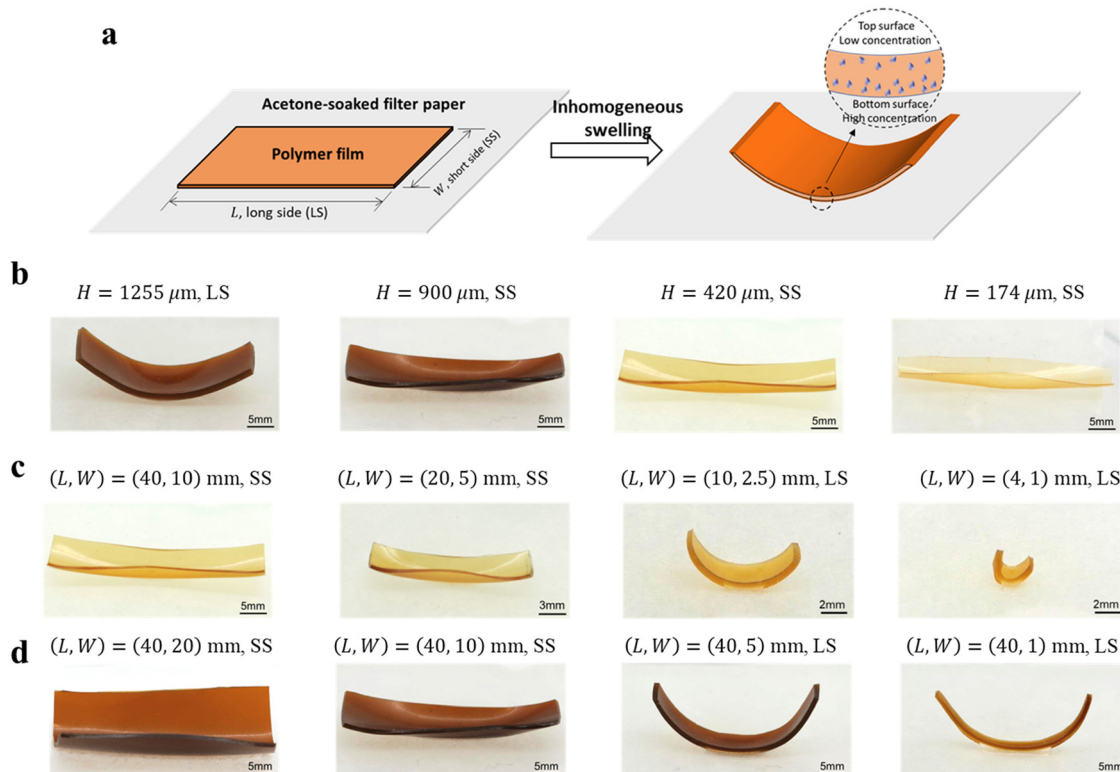 a
Top surface
Low concentration
Bottom surface
High concentration
Acetone-soaked filter paper
Polymer film
W, short side (SS)
L, long side (LS)
Inhomogeneous
swelling
b
H = 1255 μm, LS
H = 900 μm, SS
H = 420 μm, SS
H = 174 μm, SS
5mm
5mm
5mm
5mm
c
(L, W) = (40, 10) mm, SS
(L, W) = (20, 5) mm, SS
(L, W) = (10, 2.5) mm, LS
(L, W) = (4, 1) mm, LS
5mm
3mm
2mm
2mm
d
(L, W) = (40, 20) mm, SS
(L, W) = (40, 10) mm, SS
(L, W) = (40, 5) mm, LS
(L, W) = (40, 1) mm, LS
5mm
5mm
5mm
5mm